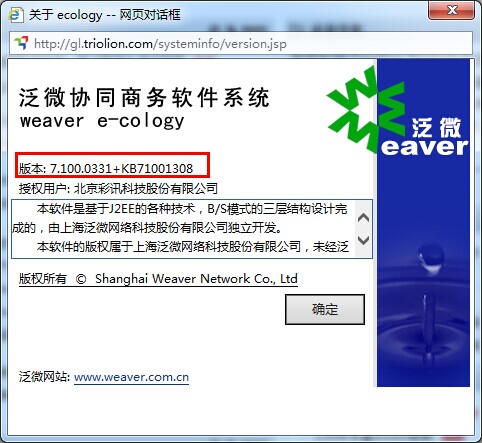 关于 ecology -- 网页对话框
http://gl.triolion.com/systeminfo/version.jsp
泛微协同商务软件系统
weaver e-cology
泛微
eaver
版本: 7.100.0331+KB71001308
授权用户: 北京彩讯科技股份有限公司
本软件是基于J2EE的各种技术，B/S模式的三层结构设计完
成的，由上海泛微网络科技股份有限公司独立开发。
本软件的版权属于上海泛微网络科技股份有限公司，未经泛
版权所有 © Shanghai Weaver Network Co., Ltd
确定
泛微网站: www.weaver.com.cn